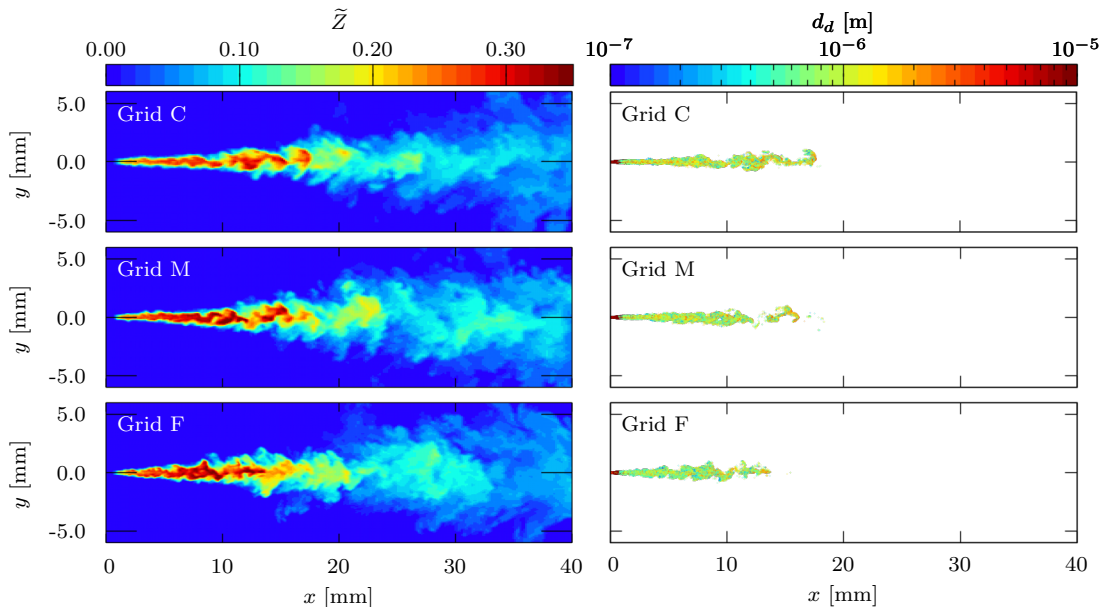 Z̃ d_d [m]
0.00 0.10 0.20 0.30 10^-7 10^-6 10^-5
5.0 Grid C Grid C
y [mm] 0.0
-5.0
5.0 Grid M Grid M
y [mm] 0.0
-5.0
5.0 Grid F Grid F
y [mm] 0.0
-5.0
0 10 20 30 40 0 10 20 30 40
x [mm] x [mm]